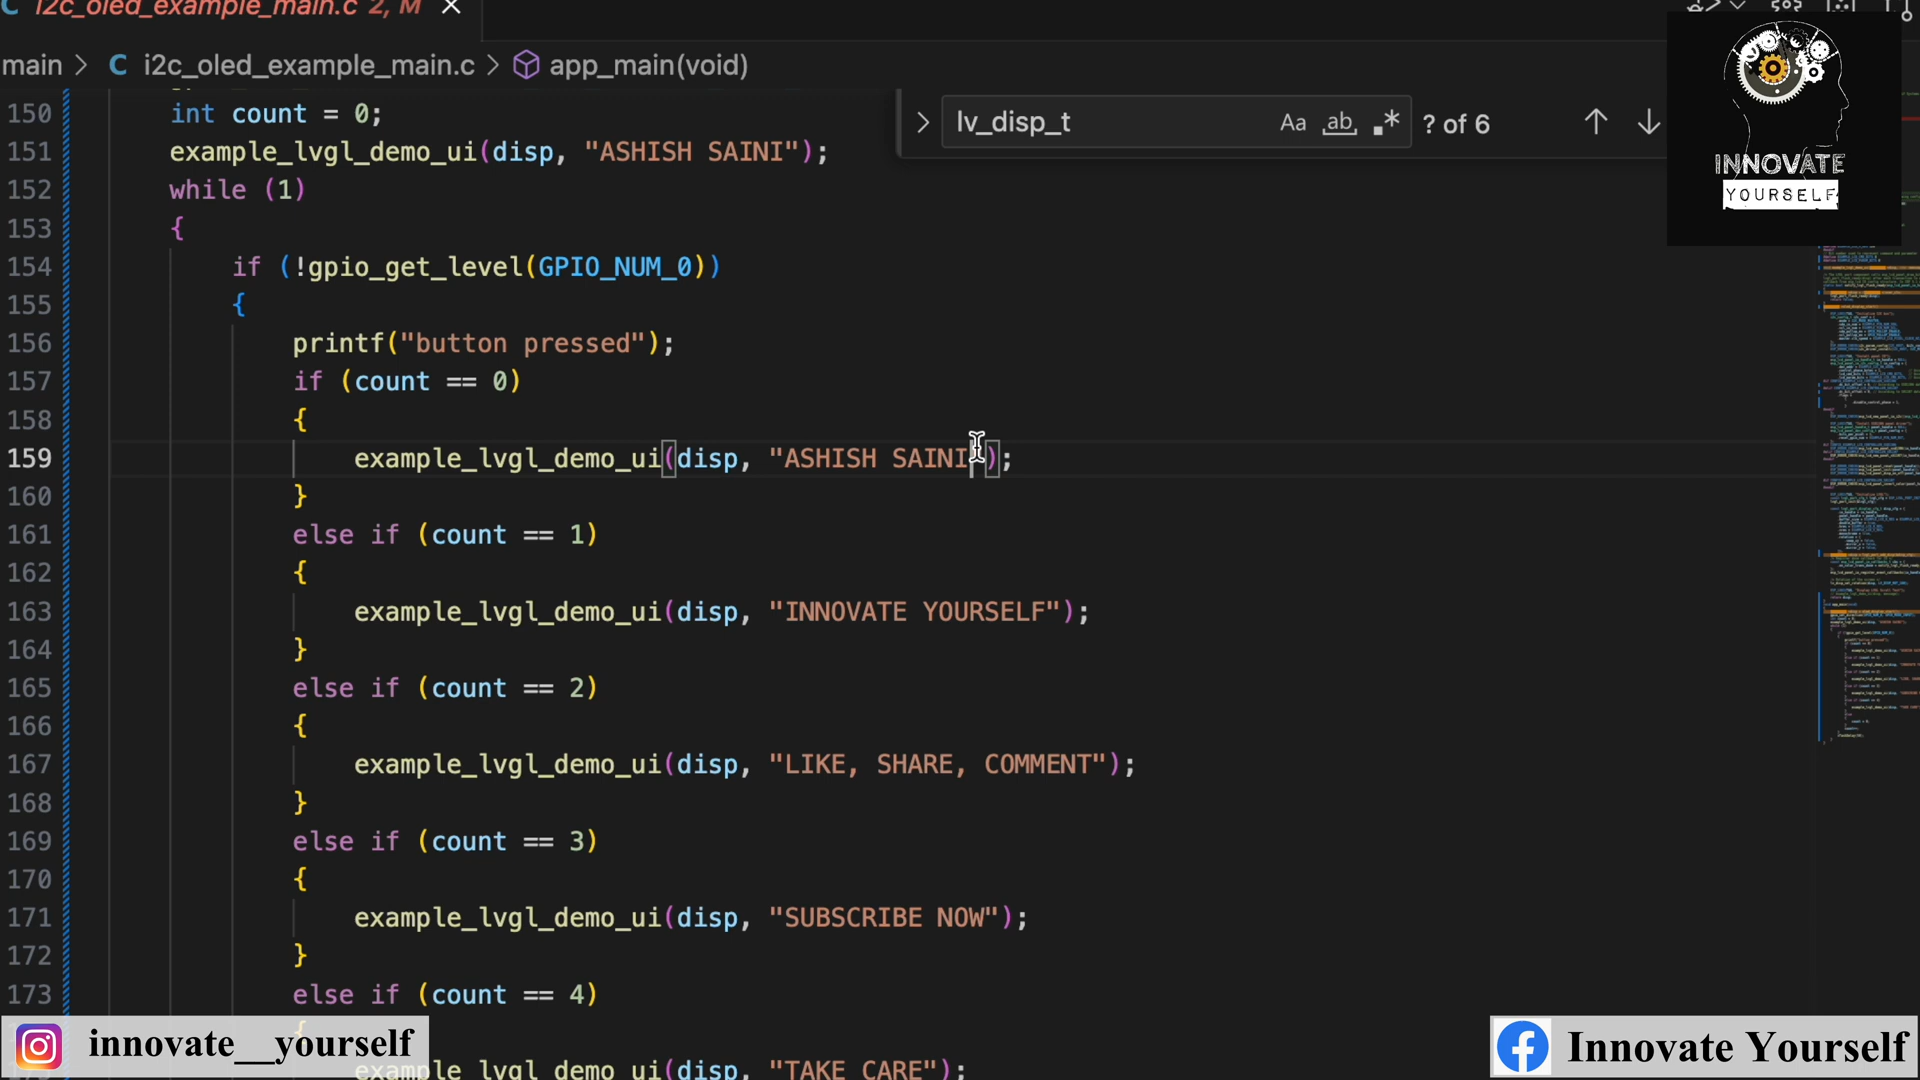 i2c_oled_example_main.c 2, M
main > C i2c_oled_example_main.c > app_main(void)
lv_disp_t Aa ab .* ? of 6
INNOVATE
YOURSELF
150 int count = 0;
151 example_lvgl_demo_ui(disp, "ASHISH SAINI");
152 while (1)
153 {
154 if (!gpio_get_level(GPIO_NUM_0))
155 {
156 printf("button pressed");
157 if (count == 0)
158 {
159 example_lvgl_demo_ui(disp, "ASHISH SAINI");
160 }
161 else if (count == 1)
162 {
163 example_lvgl_demo_ui(disp, "INNOVATE YOURSELF");
164 }
165 else if (count == 2)
166 {
167 example_lvgl_demo_ui(disp, "LIKE, SHARE, COMMENT");
168 }
169 else if (count == 3)
170 {
171 example_lvgl_demo_ui(disp, "SUBSCRIBE NOW");
172 }
173 else if (count == 4)
{
example_lvgl_demo_ui(disp, "TAKE CARE");
innovate__yourself
Innovate Yourself